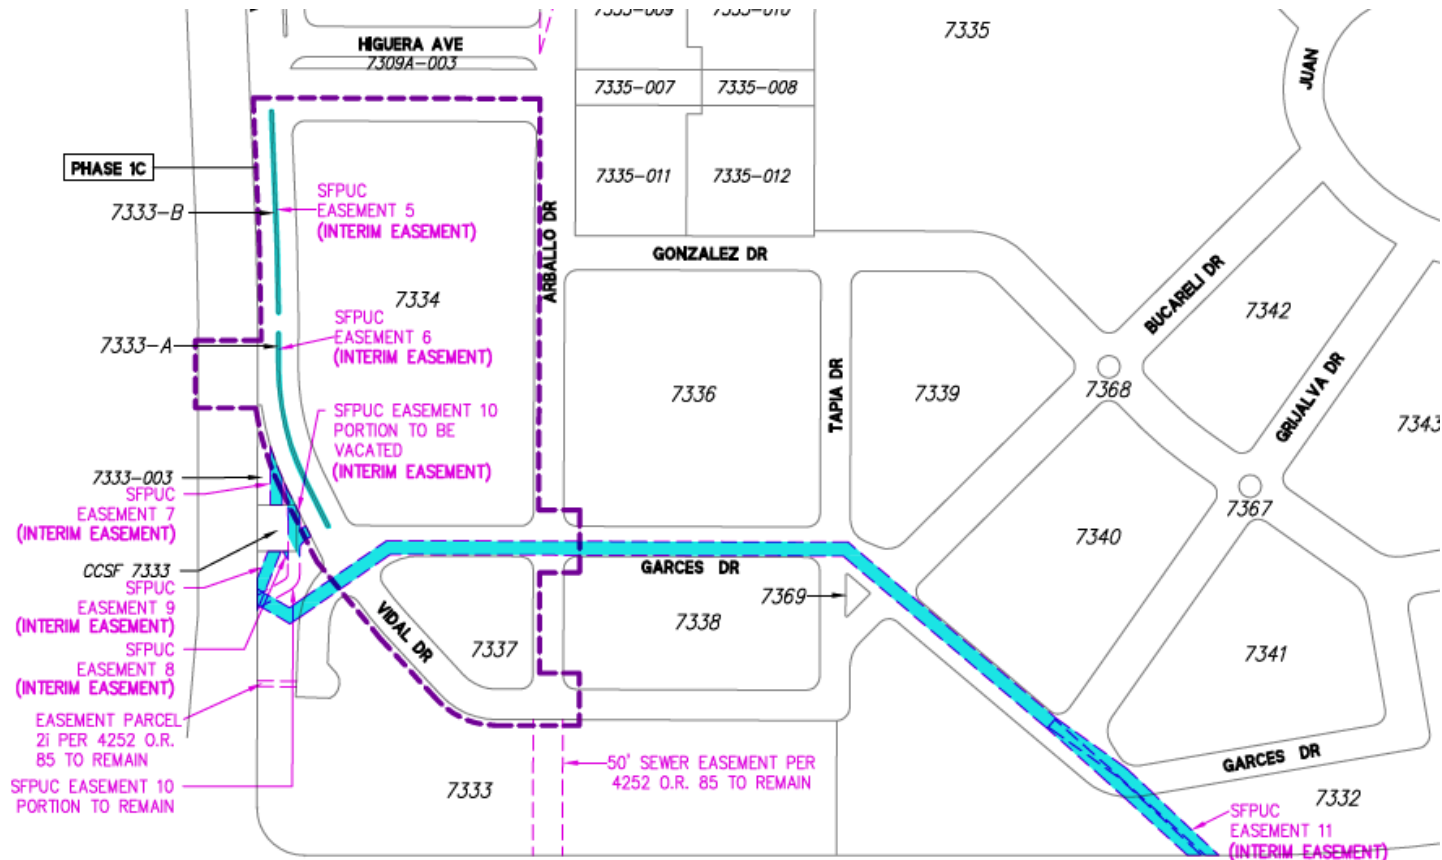 7335-009
7335-010
7335
HIGUERA AVE
7309A-003
JUAN
7335-007
7335-008
PHASE 1C
7335-011
7335-012
SFPUC
EASEMENT 5
(INTERIM EASEMENT)
7333-B
ARBALLO DR
GONZALEZ DR
BUCARELI DR
7334
7342
SFPUC
EASEMENT 6
(INTERIM EASEMENT)
7333-A
TAPIA DR
7336
7339
7368
GRIJALVA DR
7343
SFPUC EASEMENT 10
PORTION TO BE
VACATED
(INTERIM EASEMENT)
7333-003
SFPUC
EASEMENT 7
(INTERIM EASEMENT)
7367
7340
CCSF 7333
GARCES DR
SFPUC
EASEMENT 9
(INTERIM EASEMENT)
7369
VIDAL DR
7338
7337
7341
SFPUC
EASEMENT 8
(INTERIM EASEMENT)
EASEMENT PARCEL
2i PER 4252 O.R.
85 TO REMAIN
SFPUC EASEMENT 10
PORTION TO REMAIN
50' SEWER EASEMENT PER
4252 O.R. 85 TO REMAIN
7333
GARCES DR
7332
SFPUC
EASEMENT 11
(INTERIM EASEMENT)